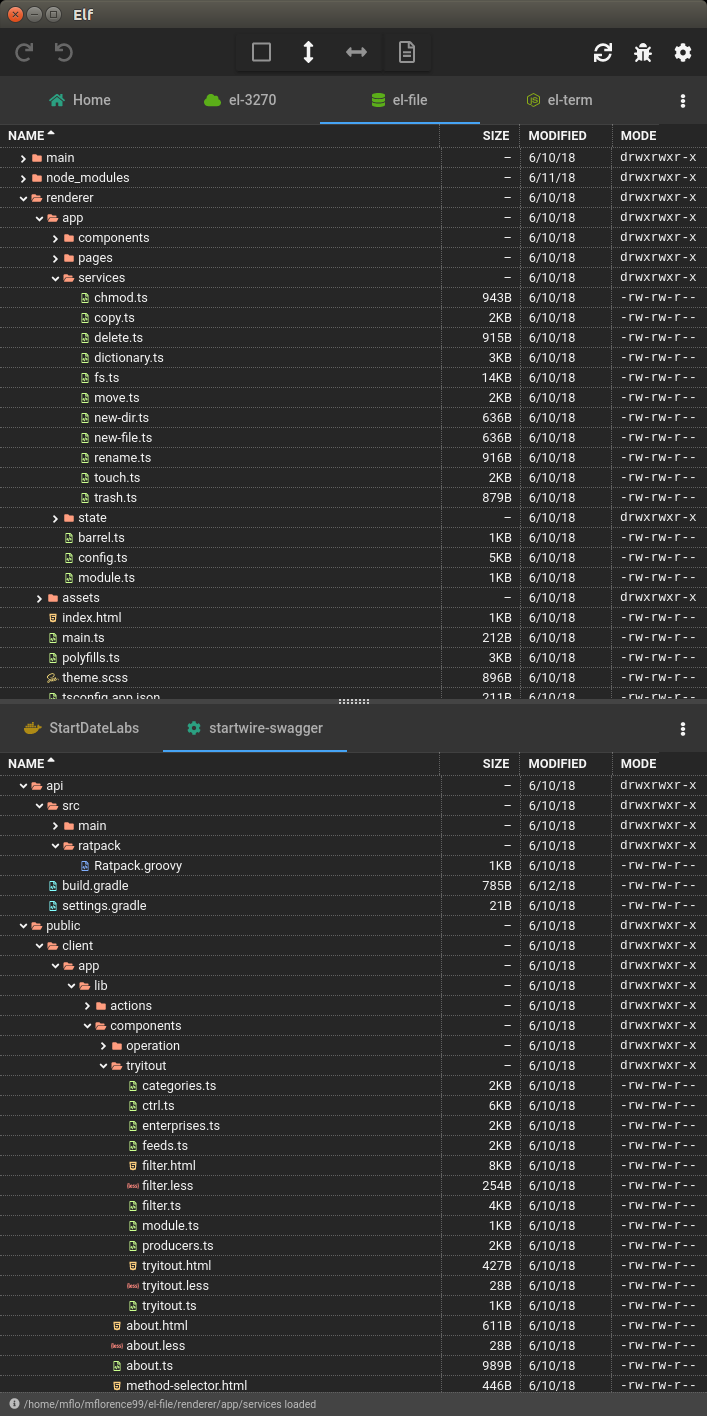 Elf
Home el-3270 el-file el-term
NAME SIZE MODIFIED MODE
main – 6/10/18 drwxrwxr-x
node_modules – 6/11/18 drwxrwxr-x
renderer – 6/10/18 drwxrwxr-x
app – 6/10/18 drwxrwxr-x
components – 6/10/18 drwxrwxr-x
pages – 6/10/18 drwxrwxr-x
services – 6/10/18 drwxrwxr-x
chmod.ts 943B 6/10/18 -rw-rw-r--
copy.ts 2KB 6/10/18 -rw-rw-r--
delete.ts 915B 6/10/18 -rw-rw-r--
dictionary.ts 3KB 6/10/18 -rw-rw-r--
fs.ts 14KB 6/10/18 -rw-rw-r--
move.ts 2KB 6/10/18 -rw-rw-r--
new-dir.ts 636B 6/10/18 -rw-rw-r--
new-file.ts 636B 6/10/18 -rw-rw-r--
rename.ts 916B 6/10/18 -rw-rw-r--
touch.ts 2KB 6/10/18 -rw-rw-r--
trash.ts 879B 6/10/18 -rw-rw-r--
state – 6/10/18 drwxrwxr-x
barrel.ts 1KB 6/10/18 -rw-rw-r--
config.ts 5KB 6/10/18 -rw-rw-r--
module.ts 1KB 6/10/18 -rw-rw-r--
assets – 6/10/18 drwxrwxr-x
index.html 1KB 6/10/18 -rw-rw-r--
main.ts 212B 6/10/18 -rw-rw-r--
polyfills.ts 3KB 6/10/18 -rw-rw-r--
theme.scss 896B 6/10/18 -rw-rw-r--
tsconfig.app.json 211B 6/10/18 -rw-rw-r--
StartDateLabs startwire-swagger
NAME SIZE MODIFIED MODE
api – 6/10/18 drwxrwxr-x
src – 6/10/18 drwxrwxr-x
main – 6/10/18 drwxrwxr-x
ratpack – 6/10/18 drwxrwxr-x
Ratpack.groovy 1KB 6/10/18 -rw-rw-r--
build.gradle 785B 6/12/18 -rw-rw-r--
settings.gradle 21B 6/10/18 -rw-rw-r--
public – 6/10/18 drwxrwxr-x
client – 6/10/18 drwxrwxr-x
app – 6/10/18 drwxrwxr-x
lib – 6/10/18 drwxrwxr-x
actions – 6/10/18 drwxrwxr-x
components – 6/10/18 drwxrwxr-x
operation – 6/10/18 drwxrwxr-x
tryitout – 6/10/18 drwxrwxr-x
categories.ts 2KB 6/10/18 -rw-rw-r--
ctrl.ts 6KB 6/10/18 -rw-rw-r--
enterprises.ts 2KB 6/10/18 -rw-rw-r--
feeds.ts 2KB 6/10/18 -rw-rw-r--
filter.html 8KB 6/10/18 -rw-rw-r--
filter.less 254B 6/10/18 -rw-rw-r--
filter.ts 4KB 6/10/18 -rw-rw-r--
module.ts 1KB 6/10/18 -rw-rw-r--
producers.ts 2KB 6/10/18 -rw-rw-r--
tryitout.html 427B 6/10/18 -rw-rw-r--
tryitout.less 28B 6/10/18 -rw-rw-r--
tryitout.ts 1KB 6/10/18 -rw-rw-r--
about.html 611B 6/10/18 -rw-rw-r--
about.less 28B 6/10/18 -rw-rw-r--
about.ts 989B 6/10/18 -rw-rw-r--
method-selector.html 446B 6/10/18 -rw-rw-r--
/home/mflo/mflorence99/el-file/renderer/app/services loaded